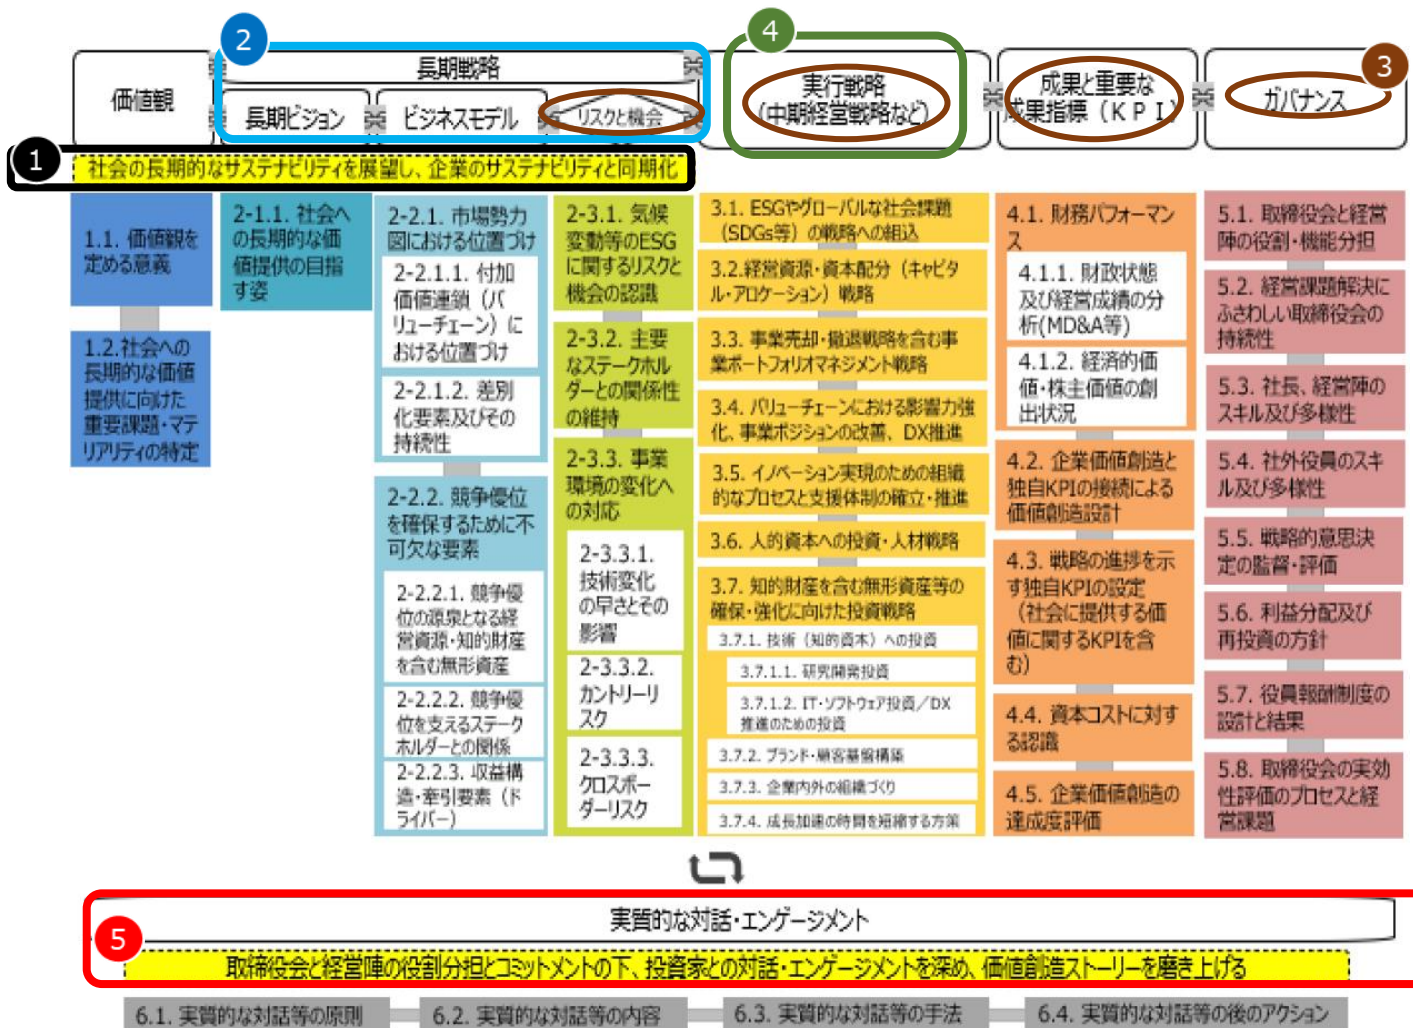 2
4
3
長期戦略
価値観
長期ビジョン
ビジネスモデル
リスクと機会
実行戦略
(中期経営戦略など)
成果と重要な
成果指標（ＫＰＩ）
ガバナンス
1
社会の長期的なサステナビリティを展望し、企業のサステナビリティと同期化
1.1. 価値観を
定める意義
1.2.社会への
長期的な価値
提供に向けた
重要課題・マテ
リアリティの特定
2-1.1. 社会へ
の長期的な価
値提供の目指
す姿
2-2.1. 市場勢力
図における位置づけ
2-2.1.1. 付加
価値連鎖（バ
リューチェーン）に
おける位置づけ
2-2.1.2. 差別
化要素及びその
持続性
2-2.2. 競争優位
を確保するために不
可欠な要素
2-2.2.1. 競争優
位の源泉となる経
営資源・知的財産
を含む無形資産
2-2.2.2. 競争優
位を支えるステーク
ホルダーとの関係
2-2.2.3. 収益構
造・牽引要素（ド
ライバー）
2-3.1. 気候
変動等のESG
に関するリスクと
機会の認識
2-3.2. 主要
なステークホル
ダーとの関係性
の維持
2-3.3. 事業
環境の変化へ
の対応
2-3.3.1.
技術変化
の早さとその
影響
2-3.3.2.
カントリーリ
スク
2-3.3.3.
クロスボー
ダーリスク
3.1. ESGやグローバルな社会課題
（SDGs等）の戦略への組込
3.2.経営資源・資本配分（キャピタ
ル・アロケーション）戦略
3.3. 事業売却・撤退戦略を含む事
業ポートフォリオマネジメント戦略
3.4. バリューチェーンにおける影響力強
化、事業ポジションの改善、DX推進
3.5. イノベーション実現のための組織
的なプロセスと支援体制の確立・推進
3.6. 人的資本への投資・人材戦略
3.7. 知的財産を含む無形資産等の
確保・強化に向けた投資戦略
3.7.1. 技術（知的資本）への投資
3.7.1.1. 研究開発投資
3.7.1.2. IT・ソフトウェア投資／DX
推進のための投資
3.7.2. ブランド・顧客基盤構築
3.7.3. 企業内外の組織づくり
3.7.4. 成長加速の時間を短縮する方策
4.1. 財務パフォーマン
ス
4.1.1. 財政状態
及び経営成績の分
析(MD&A等)
4.1.2. 経済的価
値・株主価値の創
出状況
4.2. 企業価値創造と
独自KPIの接続による
価値創造設計
4.3. 戦略の進捗を示
す独自KPIの設定
（社会に提供する価
値に関するKPIを含
む）
4.4. 資本コストに対す
る認識
4.5. 企業価値創造の
達成度評価
5.1. 取締役会と経営
陣の役割・機能分担
5.2. 経営課題解決に
ふさわしい取締役会の
持続性
5.3. 社長、経営陣の
スキル及び多様性
5.4. 社外役員のスキ
ル及び多様性
5.5. 戦略的意思決
定の監督・評価
5.6. 利益分配及び
再投資の方針
5.7. 役員報酬制度の
設計と結果
5.8. 取締役会の実効
性評価のプロセスと経
営課題
実質的な対話・エンゲージメント
5
取締役会と経営陣の役割分担とコミットメントの下、投資家との対話・エンゲージメントを深め、価値創造ストーリーを磨き上げる
6.1. 実質的な対話等の原則
6.2. 実質的な対話等の内容
6.3. 実質的な対話等の手法
6.4. 実質的な対話等の後のアクション